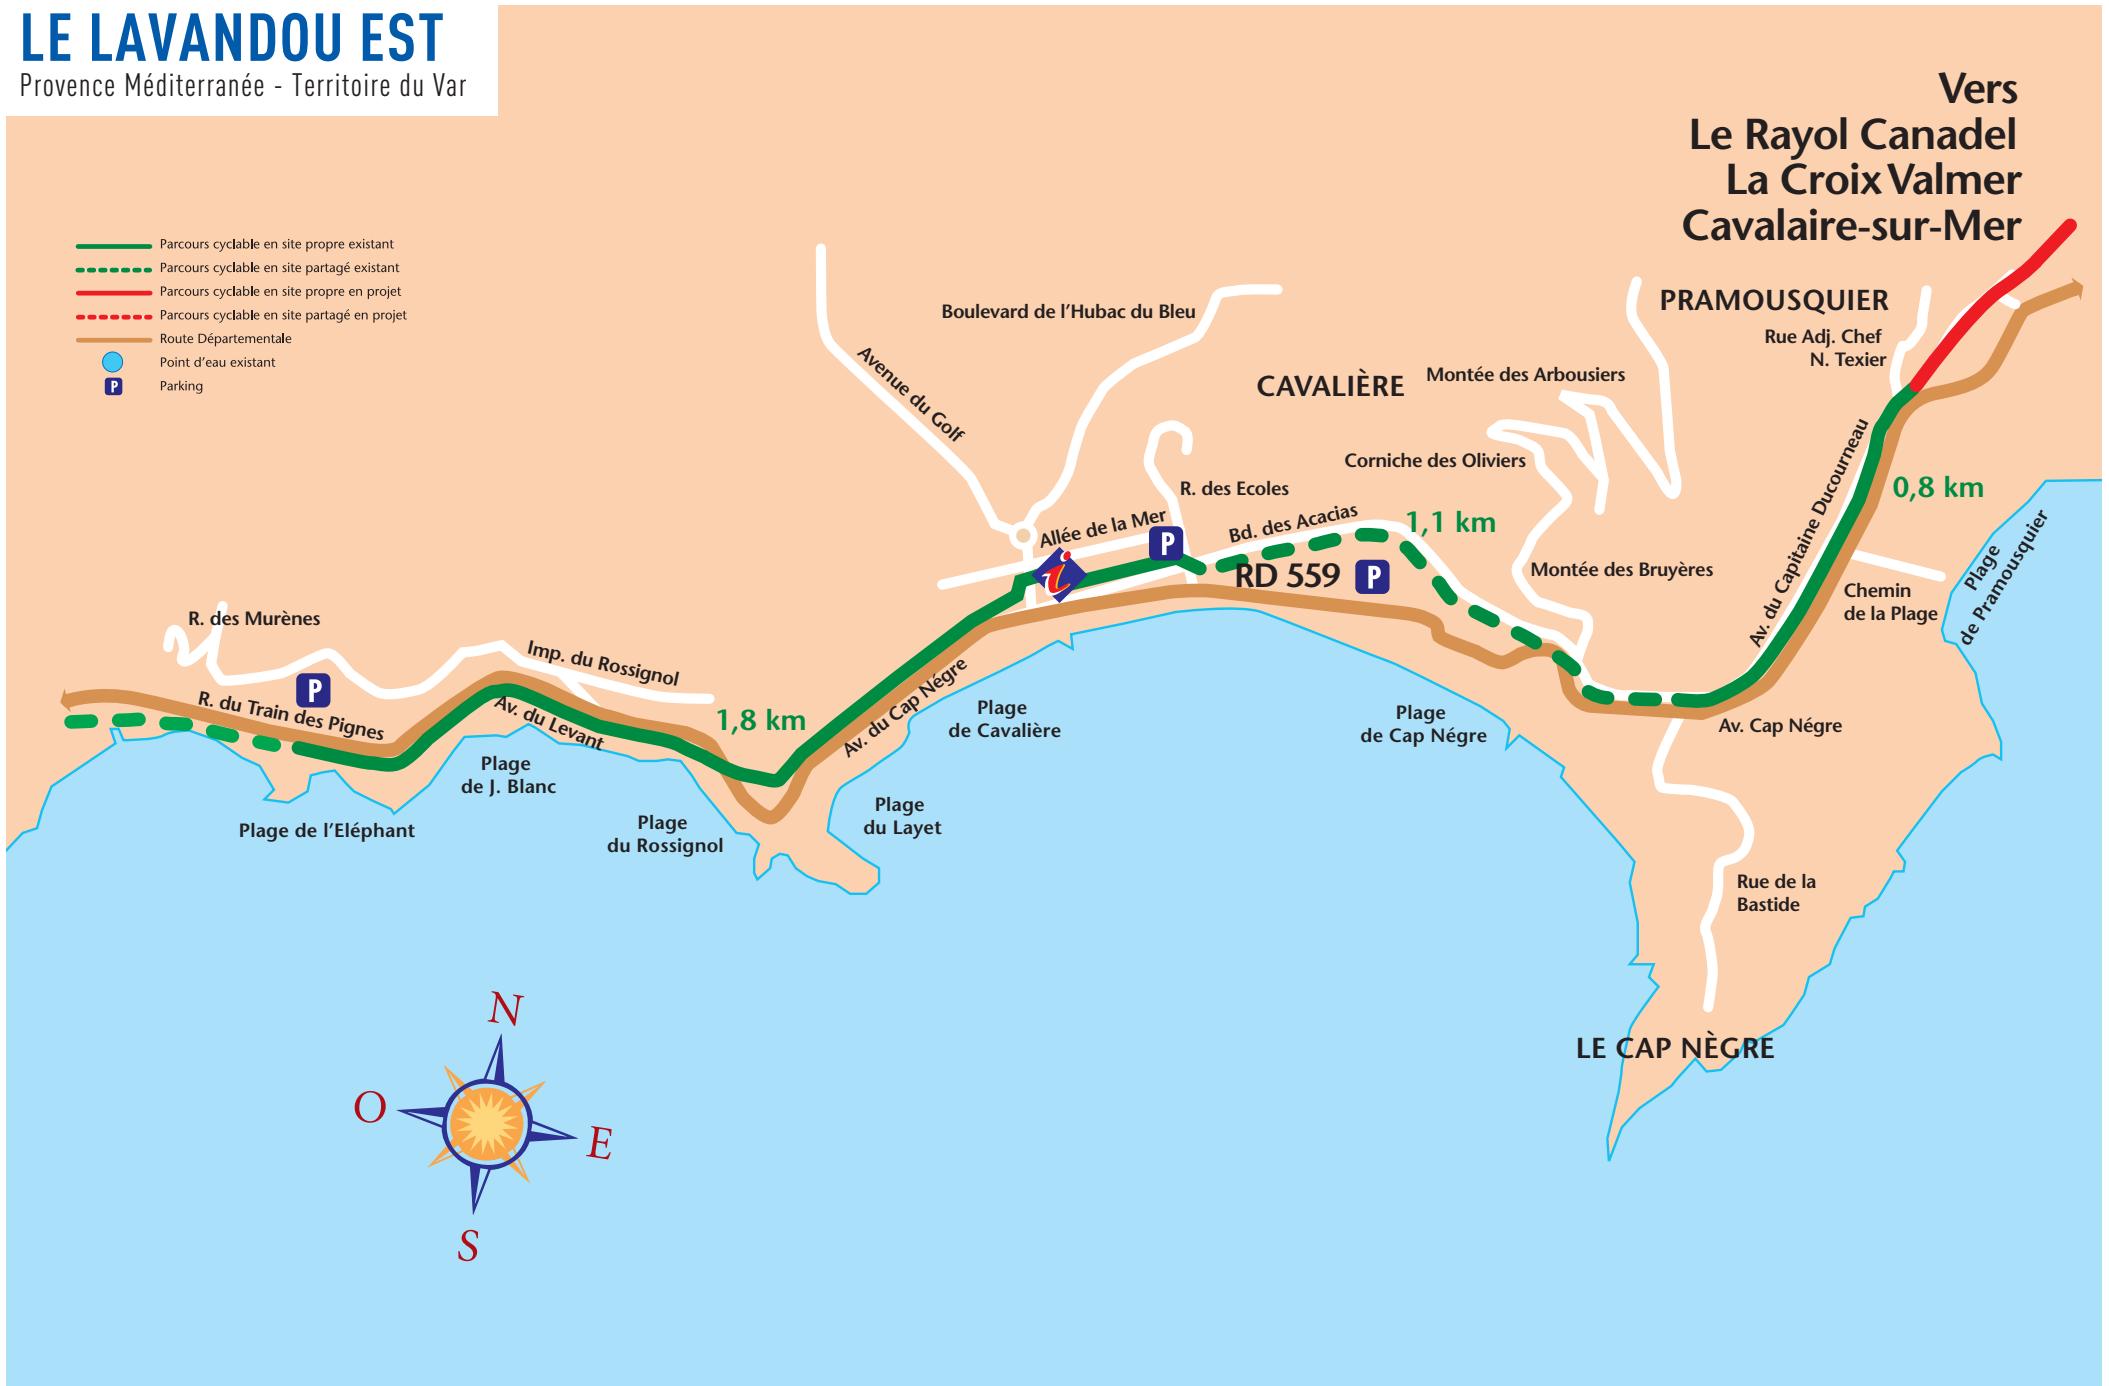 LE LAVANDOU EST
Provence Méditerranée - Territoire du Var
Vers
Le Rayol Canadel
La Croix Valmer
Cavalaire-sur-Mer
Parcours cyclable en site propre existant
Parcours cyclable en site partagé existant
Parcours cyclable en site propre en projet
Parcours cyclable en site partagé en projet
Route Départementale
Point d'eau existant
P Parking
Boulevard de l'Hubac du Bleu
PRAMOUSQUIER
Rue Adj. Chef
N. Texier
Avenue du Golf
CAVALIÈRE
Montée des Arbousiers
Corniche des Oliviers
R. des Ecoles
0,8 km
Allée de la Mer
Bd. des Acacias
1,1 km
P
i
RD 559
P
Montée des Bruyères
Av. du Capitaine Ducourneau
Chemin
de la Plage
Plage
de Pramousquier
R. des Murènes
Imp. du Rossignol
P
R. du Train des Pignes
Av. du Levant
1,8 km
Av. du Cap Négre
Plage
de Cavalière
Plage
de Cap Négre
Av. Cap Négre
Plage
de J. Blanc
Plage
du Layet
Plage de l'Eléphant
Plage
du Rossignol
Rue de la
Bastide
LE CAP NÈGRE
N
O
E
S